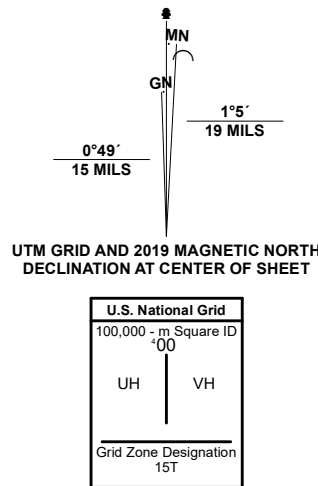 MN
GN
1°5´
19 MILS
0°49´
15 MILS
UTM GRID AND 2019 MAGNETIC NORTH
DECLINATION AT CENTER OF SHEET
U.S. National Grid
100,000 - m Square ID
⁴00
UH VH
Grid Zone Designation
15T